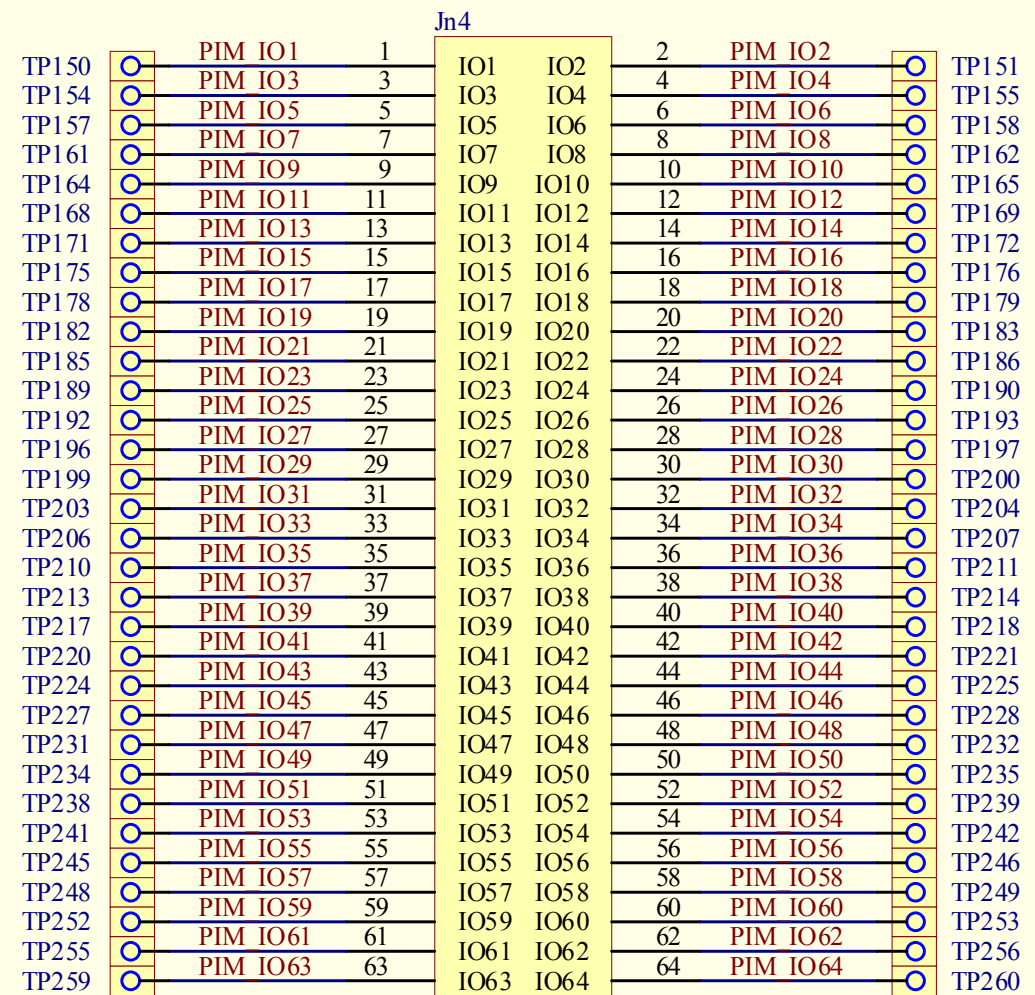 Jn4
TP150 PIM_IO1 1 IO1 IO2 2 PIM_IO2 TP151
TP154 PIM_IO3 3 IO3 IO4 4 PIM_IO4 TP155
TP157 PIM_IO5 5 IO5 IO6 6 PIM_IO6 TP158
TP161 PIM_IO7 7 IO7 IO8 8 PIM_IO8 TP162
TP164 PIM_IO9 9 IO9 IO10 10 PIM_IO10 TP165
TP168 PIM_IO11 11 IO11 IO12 12 PIM_IO12 TP169
TP171 PIM_IO13 13 IO13 IO14 14 PIM_IO14 TP172
TP175 PIM_IO15 15 IO15 IO16 16 PIM_IO16 TP176
TP178 PIM_IO17 17 IO17 IO18 18 PIM_IO18 TP179
TP182 PIM_IO19 19 IO19 IO20 20 PIM_IO20 TP183
TP185 PIM_IO21 21 IO21 IO22 22 PIM_IO22 TP186
TP189 PIM_IO23 23 IO23 IO24 24 PIM_IO24 TP190
TP192 PIM_IO25 25 IO25 IO26 26 PIM_IO26 TP193
TP196 PIM_IO27 27 IO27 IO28 28 PIM_IO28 TP197
TP199 PIM_IO29 29 IO29 IO30 30 PIM_IO30 TP200
TP203 PIM_IO31 31 IO31 IO32 32 PIM_IO32 TP204
TP206 PIM_IO33 33 IO33 IO34 34 PIM_IO34 TP207
TP210 PIM_IO35 35 IO35 IO36 36 PIM_IO36 TP211
TP213 PIM_IO37 37 IO37 IO38 38 PIM_IO38 TP214
TP217 PIM_IO39 39 IO39 IO40 40 PIM_IO40 TP218
TP220 PIM_IO41 41 IO41 IO42 42 PIM_IO42 TP221
TP224 PIM_IO43 43 IO43 IO44 44 PIM_IO44 TP225
TP227 PIM_IO45 45 IO45 IO46 46 PIM_IO46 TP228
TP231 PIM_IO47 47 IO47 IO48 48 PIM_IO48 TP232
TP234 PIM_IO49 49 IO49 IO50 50 PIM_IO50 TP235
TP238 PIM_IO51 51 IO51 IO52 52 PIM_IO52 TP239
TP241 PIM_IO53 53 IO53 IO54 54 PIM_IO54 TP242
TP245 PIM_IO55 55 IO55 IO56 56 PIM_IO56 TP246
TP248 PIM_IO57 57 IO57 IO58 58 PIM_IO58 TP249
TP252 PIM_IO59 59 IO59 IO60 60 PIM_IO60 TP253
TP255 PIM_IO61 61 IO61 IO62 62 PIM_IO62 TP256
TP259 PIM_IO63 63 IO63 IO64 64 PIM_IO64 TP260